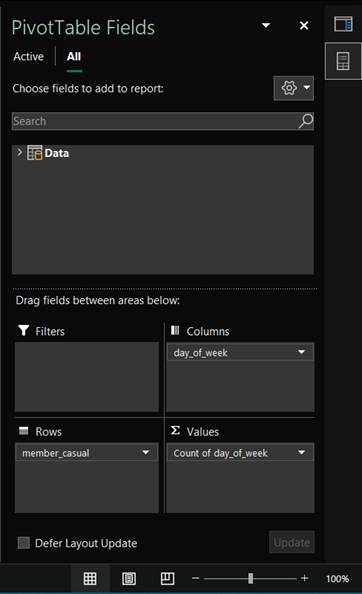 PivotTable Fields
Active All
Choose fields to add to report:
Search
Data
Drag fields between areas below:
Filters
Columns
day_of_week
Rows
Σ Values
member_casual
Count of day_of_week
Defer Layout Update
Update
100%